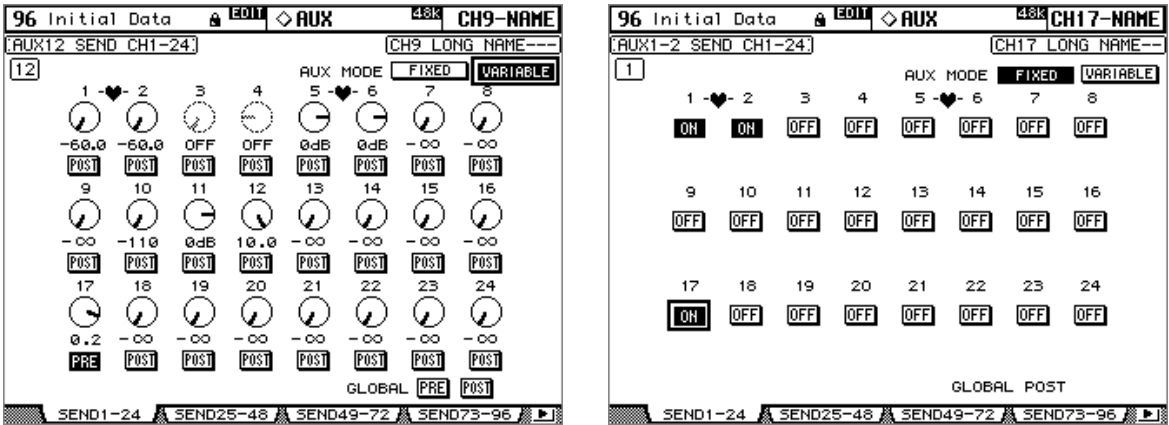 96 Initial Data EDIT ◇AUX 48k CH9-NAME
AUX12 SEND CH1-24 CH9 LONG NAME---
12 AUX MODE FIXED VARIABLE
1 -♥- 2 3 4 5 -♥- 6 7 8
-60.0 -60.0 OFF OFF 0dB 0dB -∞ -∞
POST POST POST POST POST POST POST POST
9 10 11 12 13 14 15 16
-∞ -110 0dB 10.0 -∞ -∞ -∞ -∞
POST POST POST POST POST POST POST POST
17 18 19 20 21 22 23 24
0.2 -∞ -∞ -∞ -∞ -∞ -∞ -∞
PRE POST POST POST POST POST POST POST
GLOBAL PRE POST
SEND1-24 SEND25-48 SEND49-72 SEND73-96
96 Initial Data EDIT ◇AUX 48k CH17-NAME
AUX1-2 SEND CH1-24 CH17 LONG NAME--
1 AUX MODE FIXED VARIABLE
1 -♥- 2 3 4 5 -♥- 6 7 8
ON ON OFF OFF OFF OFF OFF OFF
9 10 11 12 13 14 15 16
OFF OFF OFF OFF OFF OFF OFF OFF
17 18 19 20 21 22 23 24
ON OFF OFF OFF OFF OFF OFF OFF
GLOBAL POST
SEND1-24 SEND25-48 SEND49-72 SEND73-96